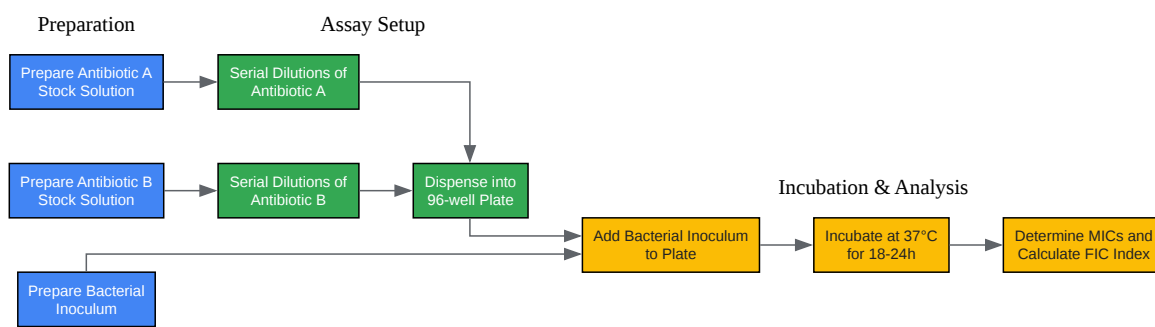 Preparation
Assay Setup
Prepare Antibiotic A
Stock Solution
Serial Dilutions of
Antibiotic A
Prepare Antibiotic B
Stock Solution
Serial Dilutions of
Antibiotic B
Dispense into
96-well Plate
Incubation & Analysis
Add Bacterial Inoculum
to Plate
Incubate at 37°C
for 18-24h
Determine MICs and
Calculate FIC Index
Prepare Bacterial
Inoculum